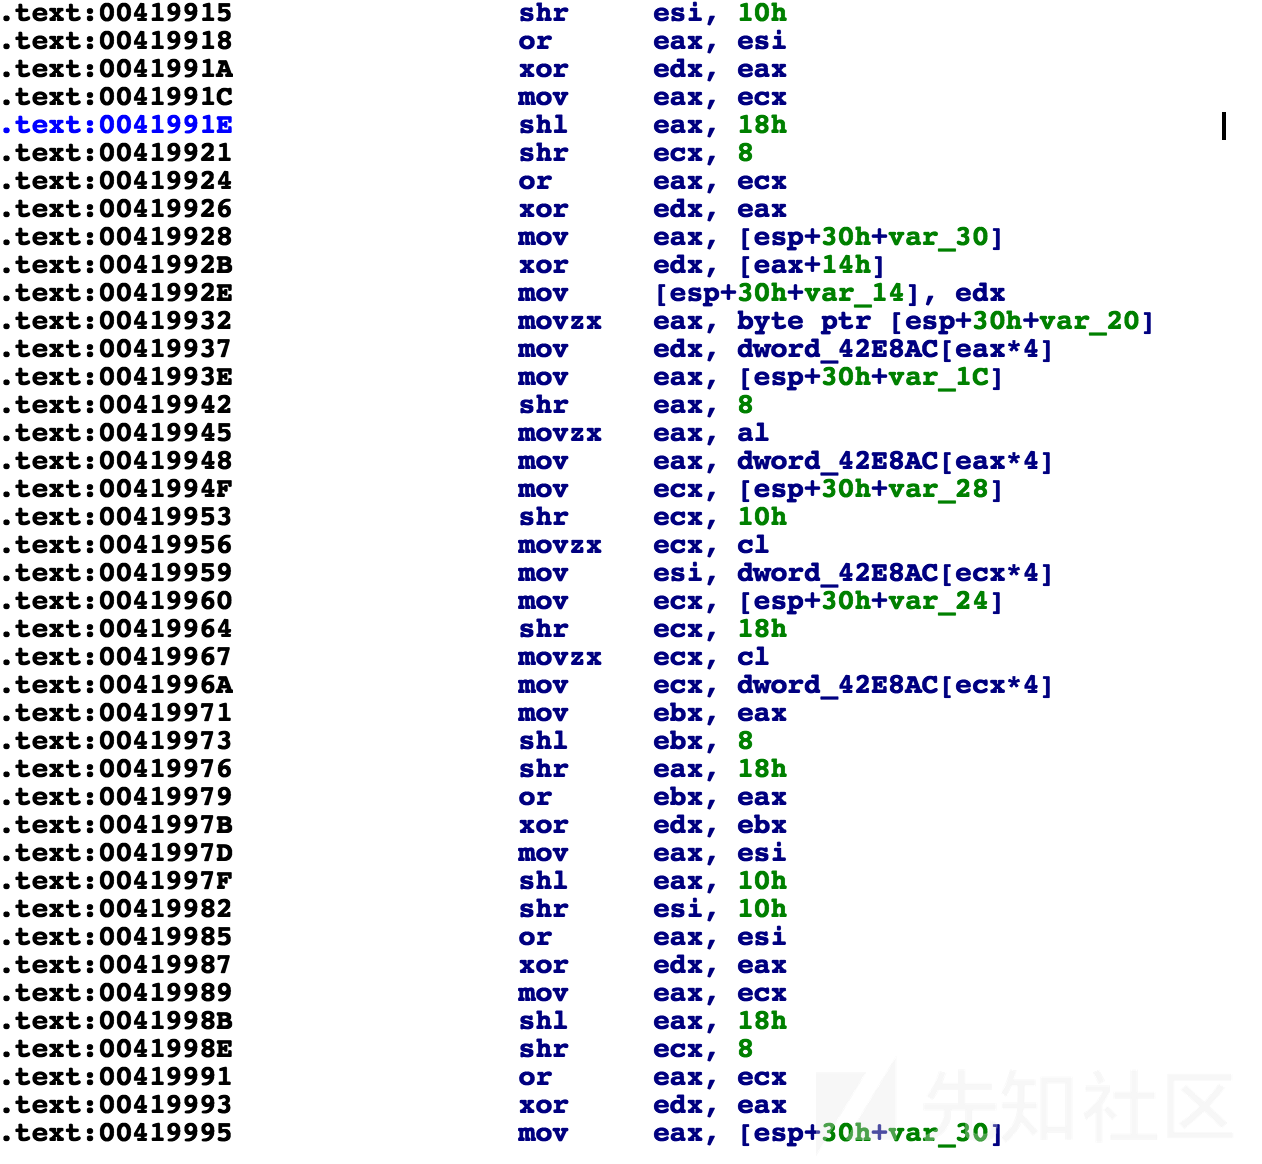 .text:00419915 shr esi, 10h
.text:00419918 or eax, esi
.text:0041991A xor edx, eax
.text:0041991C mov eax, ecx
.text:0041991E shl eax, 18h
.text:00419921 shr ecx, 8
.text:00419924 or eax, ecx
.text:00419926 xor edx, eax
.text:00419928 mov eax, [esp+30h+var_30]
.text:0041992B xor edx, [eax+14h]
.text:0041992E mov [esp+30h+var_14], edx
.text:00419932 movzx eax, byte ptr [esp+30h+var_20]
.text:00419937 mov edx, dword_42E8AC[eax*4]
.text:0041993E mov eax, [esp+30h+var_1C]
.text:00419942 shr eax, 8
.text:00419945 movzx eax, al
.text:00419948 mov eax, dword_42E8AC[eax*4]
.text:0041994F mov ecx, [esp+30h+var_28]
.text:00419953 shr ecx, 10h
.text:00419956 movzx ecx, cl
.text:00419959 mov esi, dword_42E8AC[ecx*4]
.text:00419960 mov ecx, [esp+30h+var_24]
.text:00419964 shr ecx, 18h
.text:00419967 movzx ecx, cl
.text:0041996A mov ecx, dword_42E8AC[ecx*4]
.text:00419971 mov ebx, eax
.text:00419973 shl ebx, 8
.text:00419976 shr eax, 18h
.text:00419979 or ebx, eax
.text:0041997B xor edx, ebx
.text:0041997D mov eax, esi
.text:0041997F shl eax, 10h
.text:00419982 shr esi, 10h
.text:00419985 or eax, esi
.text:00419987 xor edx, eax
.text:00419989 mov eax, ecx
.text:0041998B shl eax, 18h
.text:0041998E shr ecx, 8
.text:00419991 or eax, ecx
.text:00419993 xor edx, eax
.text:00419995 mov eax, [esp+30h+var_30]
先知社区